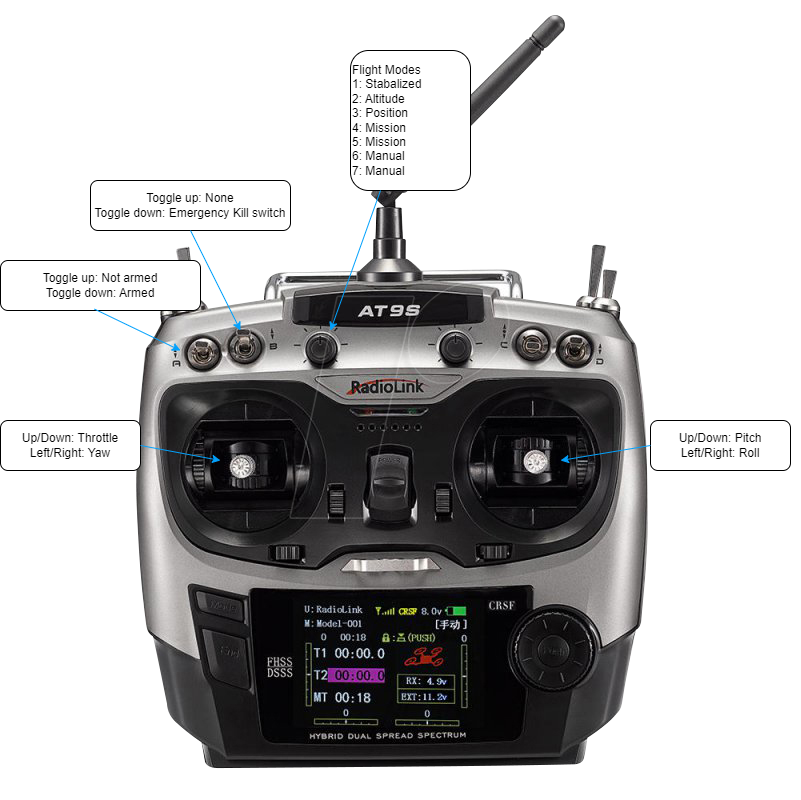 Flight Modes
1: Stabalized
2: Altitude
3: Position
4: Mission
5: Mission
6: Manual
7: Manual
Toggle up: None
Toggle down: Emergency Kill switch
Toggle up: Not armed
Toggle down: Armed
AT9S
A
B
C
D
RadioLink
POWER
Up/Down: Throttle
Left/Right: Yaw
Up/Down: Pitch
Left/Right: Roll
Mode
End
Push
U:RadioLink CRSF 8.0v
CRSF
M:Model-001 [手动]
0 00:18 :(PUSH) 0
T1 00:00.0
FHSS
DSSS
T2 00:00.0
RX: 4.9v
MT 00:18
EXT:11.2v
0 0
HYBRID DUAL SPREAD SPECTRUM